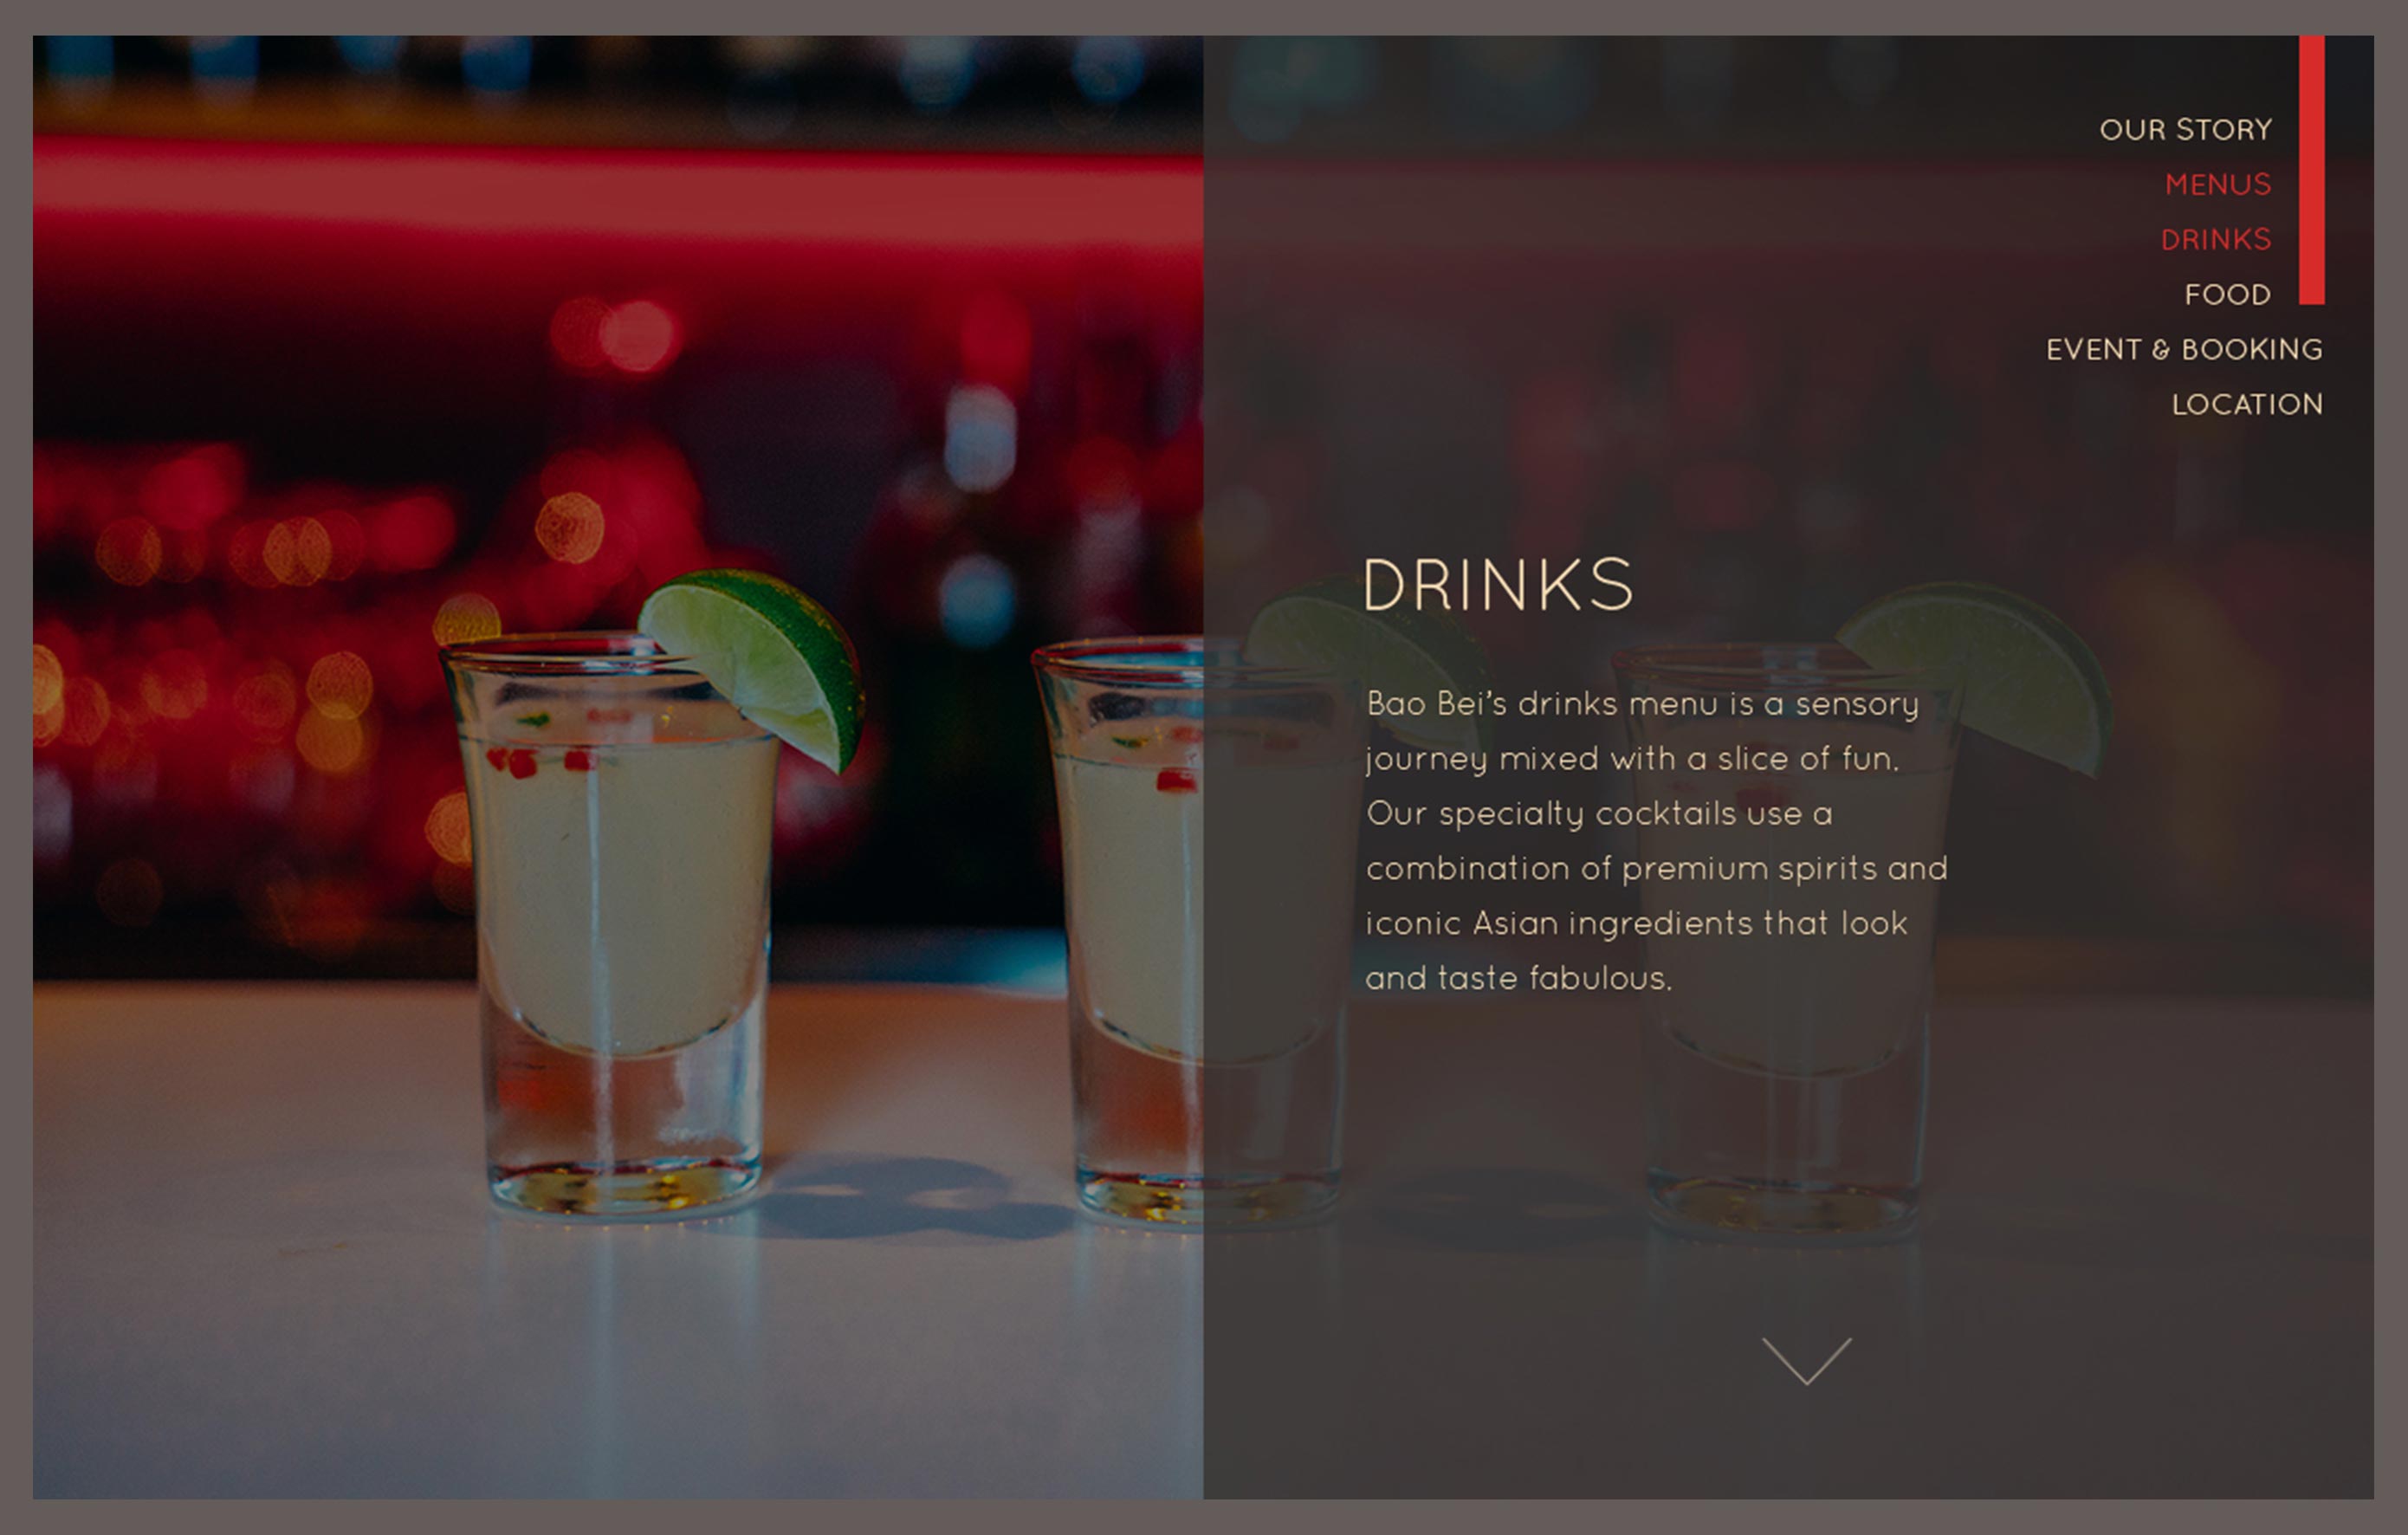 OUR STORY
MENUS
DRINKS
FOOD
EVENT & BOOKING
LOCATION
DRINKS
Bao Bei's drinks menu is a sensory
journey mixed with a slice of fun.
Our specialty cocktails use a
combination of premium spirits and
iconic Asian ingredients that look
and taste fabulous.